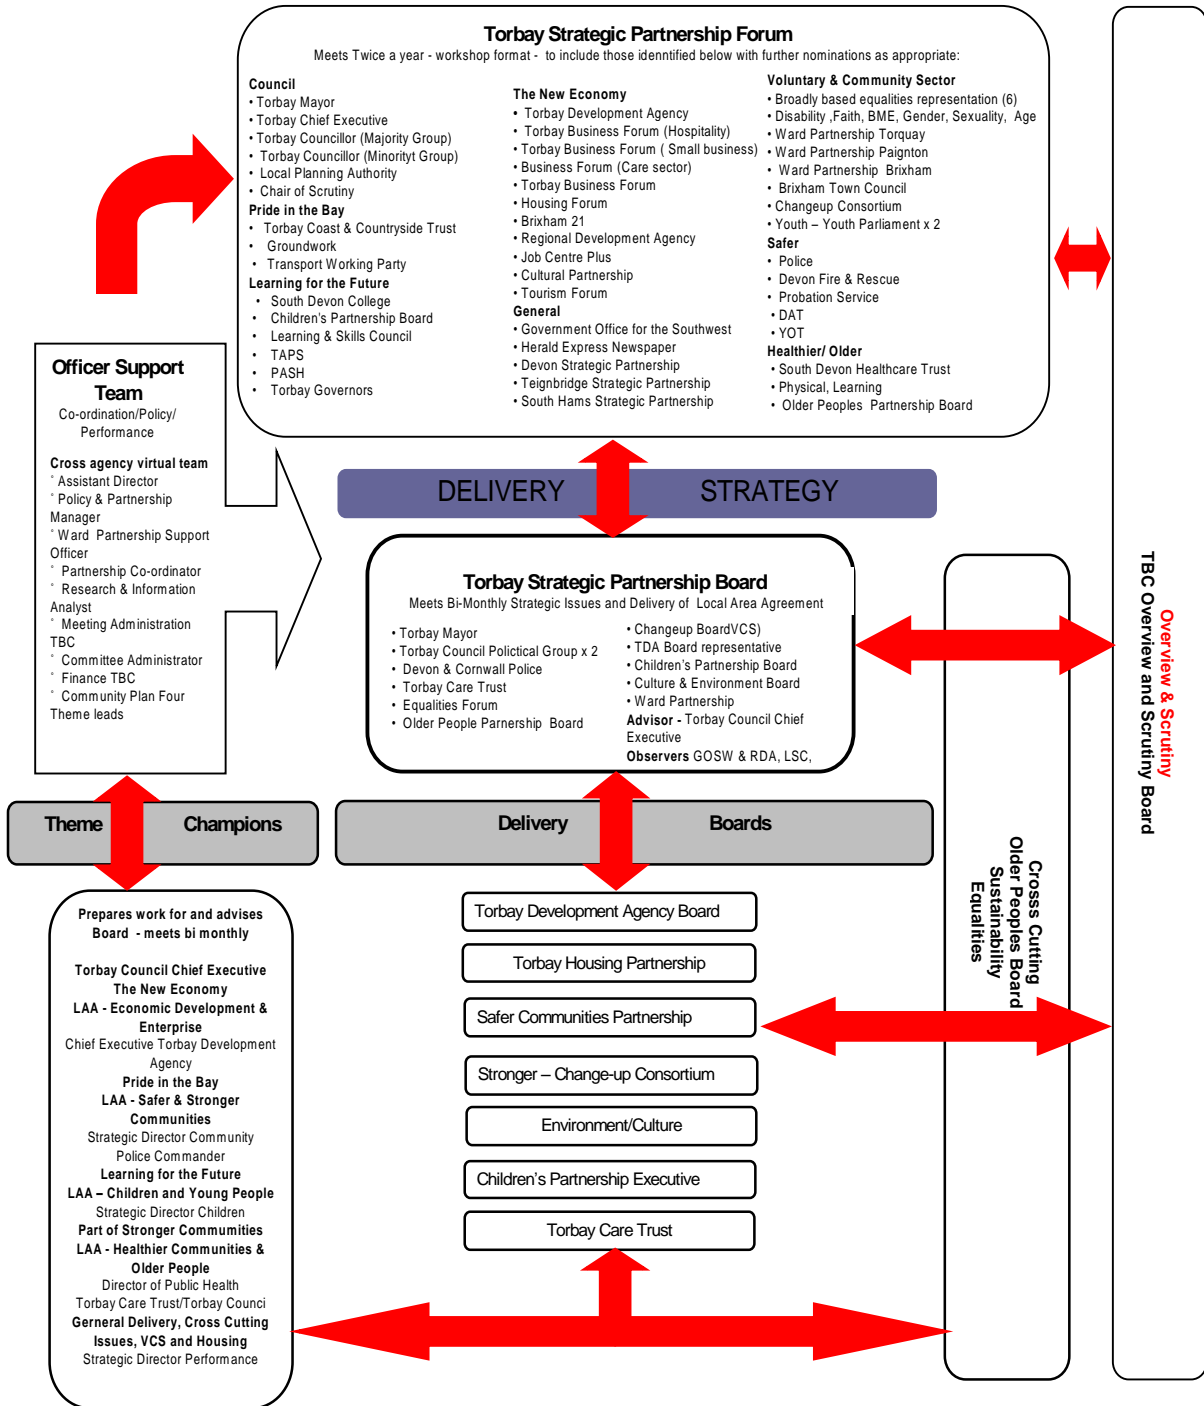 Torbay Strategic Partnership Forum
Meets Twice a year - workshop format - to include those idenntified below with further nominations as appropriate:
Council
• Torbay Mayor
• Torbay Chief Executive
• Torbay Councillor (Majority Group)
• Torbay Councillor (Minorityt Group)
• Local Planning Authority
• Chair of Scrutiny
Pride in the Bay
• Torbay Coast & Countryside Trust
• Groundwork
• Transport Working Party
Learning for the Future
• South Devon College
• Children's Partnership Board
• Learning & Skills Council
• TAPS
• PASH
• Torbay Governors
The New Economy
• Torbay Development Agency
• Torbay Business Forum (Hospitality)
• Torbay Business Forum ( Small business)
• Business Forum (Care sector)
• Torbay Business Forum
• Housing Forum
• Brixham 21
• Regional Development Agency
• Job Centre Plus
• Cultural Partnership
• Tourism Forum
General
• Government Office for the Southwest
• Herald Express Newspaper
• Devon Strategic Partnership
• Teignbridge Strategic Partnership
• South Hams Strategic Partnership
Voluntary & Community Sector
• Broadly based equalities representation (6)
• Disability ,Faith, BME, Gender, Sexuality, Age
• Ward Partnership Torquay
• Ward Partnership Paignton
• Ward Partnership Brixham
• Brixham Town Council
• Changeup Consortium
• Youth – Youth Parliament x 2
Safer
• Police
• Devon Fire & Rescue
• Probation Service
• DAT
• YOT
Healthier/ Older
• South Devon Healthcare Trust
• Physical, Learning
• Older Peoples Partnership Board
Officer Support
Team
Co-ordination/Policy/
Performance
Cross agency virtual team
° Assistant Director
° Policy & Partnership
Manager
° Ward Partnership Support
Officer
° Partnership Co-ordinator
° Research & Information
Analyst
° Meeting Administration
TBC
° Committee Administrator
° Finance TBC
° Community Plan Four
Theme leads
DELIVERY STRATEGY
Torbay Strategic Partnership Board
Meets Bi-Monthly Strategic Issues and Delivery of Local Area Agreement
• Torbay Mayor
• Torbay Council Polictical Group x 2
• Devon & Cornwall Police
• Torbay Care Trust
• Equalities Forum
• Older People Parnership Board
• Changeup BoardVCS)
• TDA Board representative
• Children's Partnership Board
• Culture & Environment Board
• Ward Partnership
Advisor - Torbay Council Chief
Executive
Observers GOSW & RDA, LSC,
Theme Champions
Delivery Boards
Prepares work for and advises
Board - meets bi monthly
Torbay Council Chief Executive
The New Economy
LAA - Economic Development &
Enterprise
Chief Executive Torbay Development
Agency
Pride in the Bay
LAA - Safer & Stronger
Communities
Strategic Director Community
Police Commander
Learning for the Future
LAA – Children and Young People
Strategic Director Children
Part of Stronger Commumities
LAA - Healthier Communities &
Older People
Director of Public Health
Torbay Care Trust/Torbay Counci
Gerneral Delivery, Cross Cutting
Issues, VCS and Housing
Strategic Director Performance
Torbay Development Agency Board
Torbay Housing Partnership
Safer Communities Partnership
Stronger – Change-up Consortium
Environment/Culture
Children's Partnership Executive
Torbay Care Trust
Crosss Cutting
Older Peoples Board
Sustainability
Equalities
Overview & Scrutiny
TBC Overview and Scrutiny Board